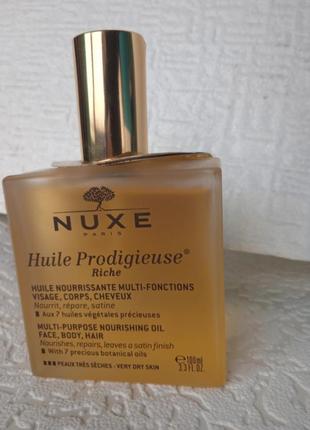 NUXE
PARIS
Huile Prodigieuse®
Riche
HUILE NOURRISSANTE MULTI-FONCTIONS
VISAGE, CORPS, CHEVEUX
Nourrit, répare, satine
Aux 7 huiles végétales précieuses
MULTI-PURPOSE NOURISHING OIL
FACE, BODY, HAIR
Nourishes, repairs, leaves a satin finish
With 7 precious botanical oils
PEAUX TRÈS SÈCHES - VERY DRY SKIN
℮100ml
3.3 FL.OZ.